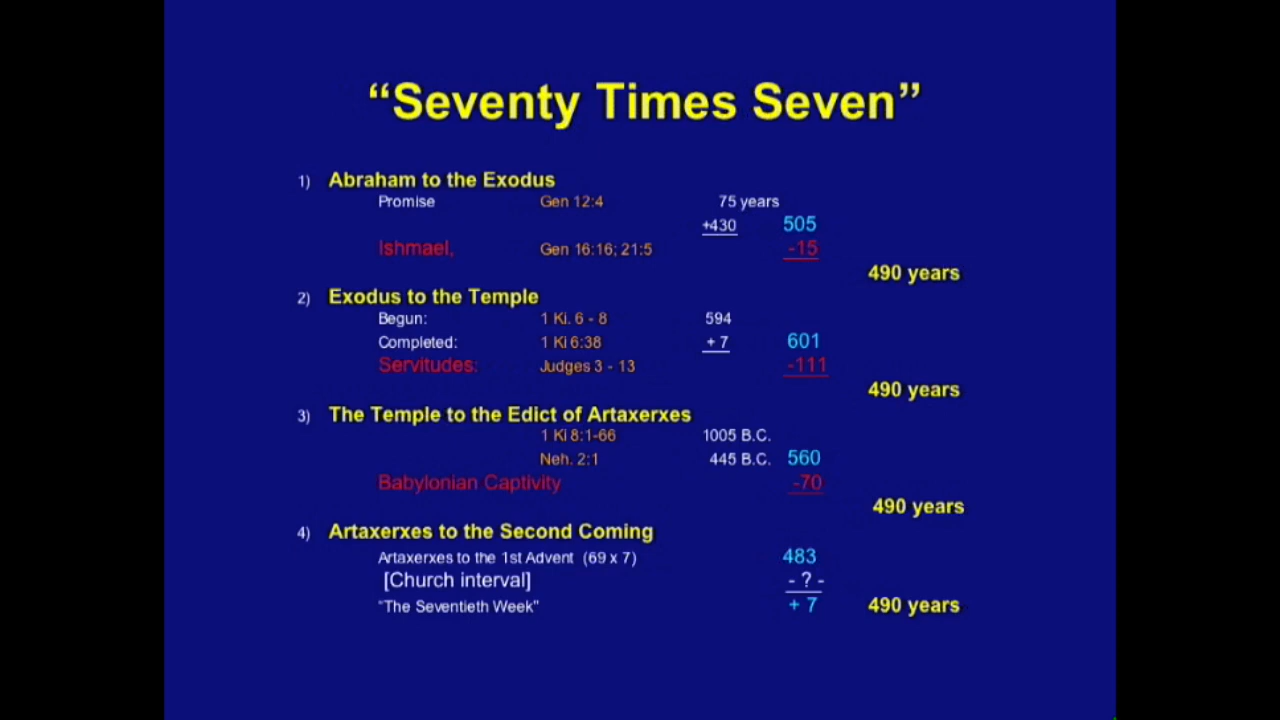 “Seventy Times Seven”
1) Abraham to the Exodus
Promise Gen 12:4 75 years
+430 505
Ishmael, Gen 16:16; 21:5 -15
490 years
2) Exodus to the Temple
Begun: 1 Ki. 6 - 8 594
Completed: 1 Ki 6:38 + 7 601
Servitudes: Judges 3 - 13 -111
490 years
3) The Temple to the Edict of Artaxerxes
1 Ki 8:1-66 1005 B.C.
Neh. 2:1 445 B.C. 560
Babylonian Captivity -70
490 years
4) Artaxerxes to the Second Coming
Artaxerxes to the 1st Advent (69 x 7) 483
[Church interval] - ? -
“The Seventieth Week” + 7 490 years